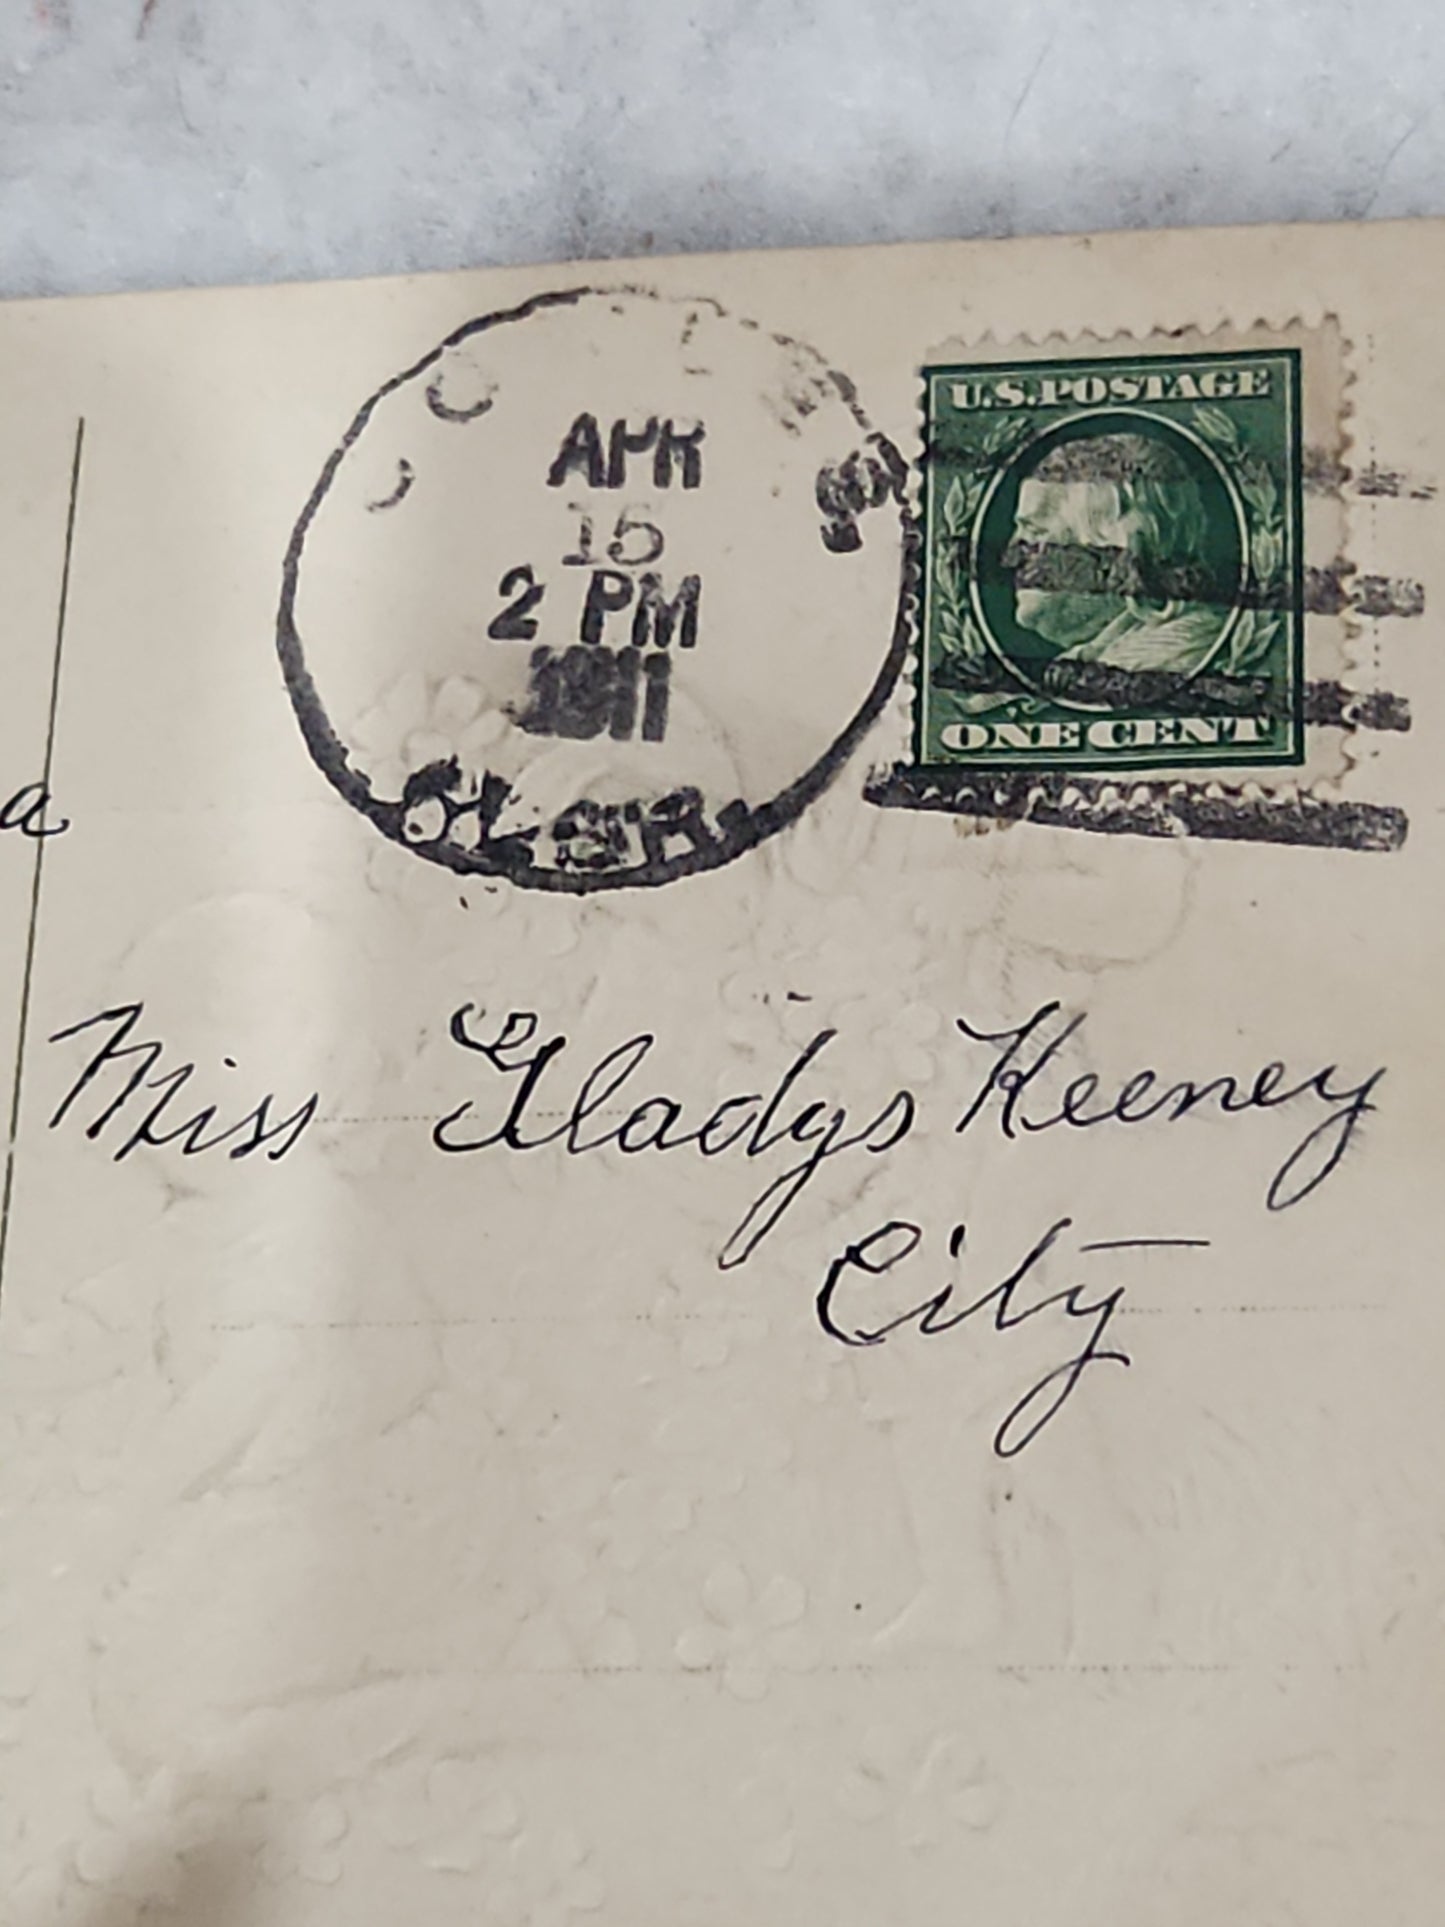 APR
15
2 PM
1911
U.S. POSTAGE
ONE CENT
a
Miss Gladys Keeney
City